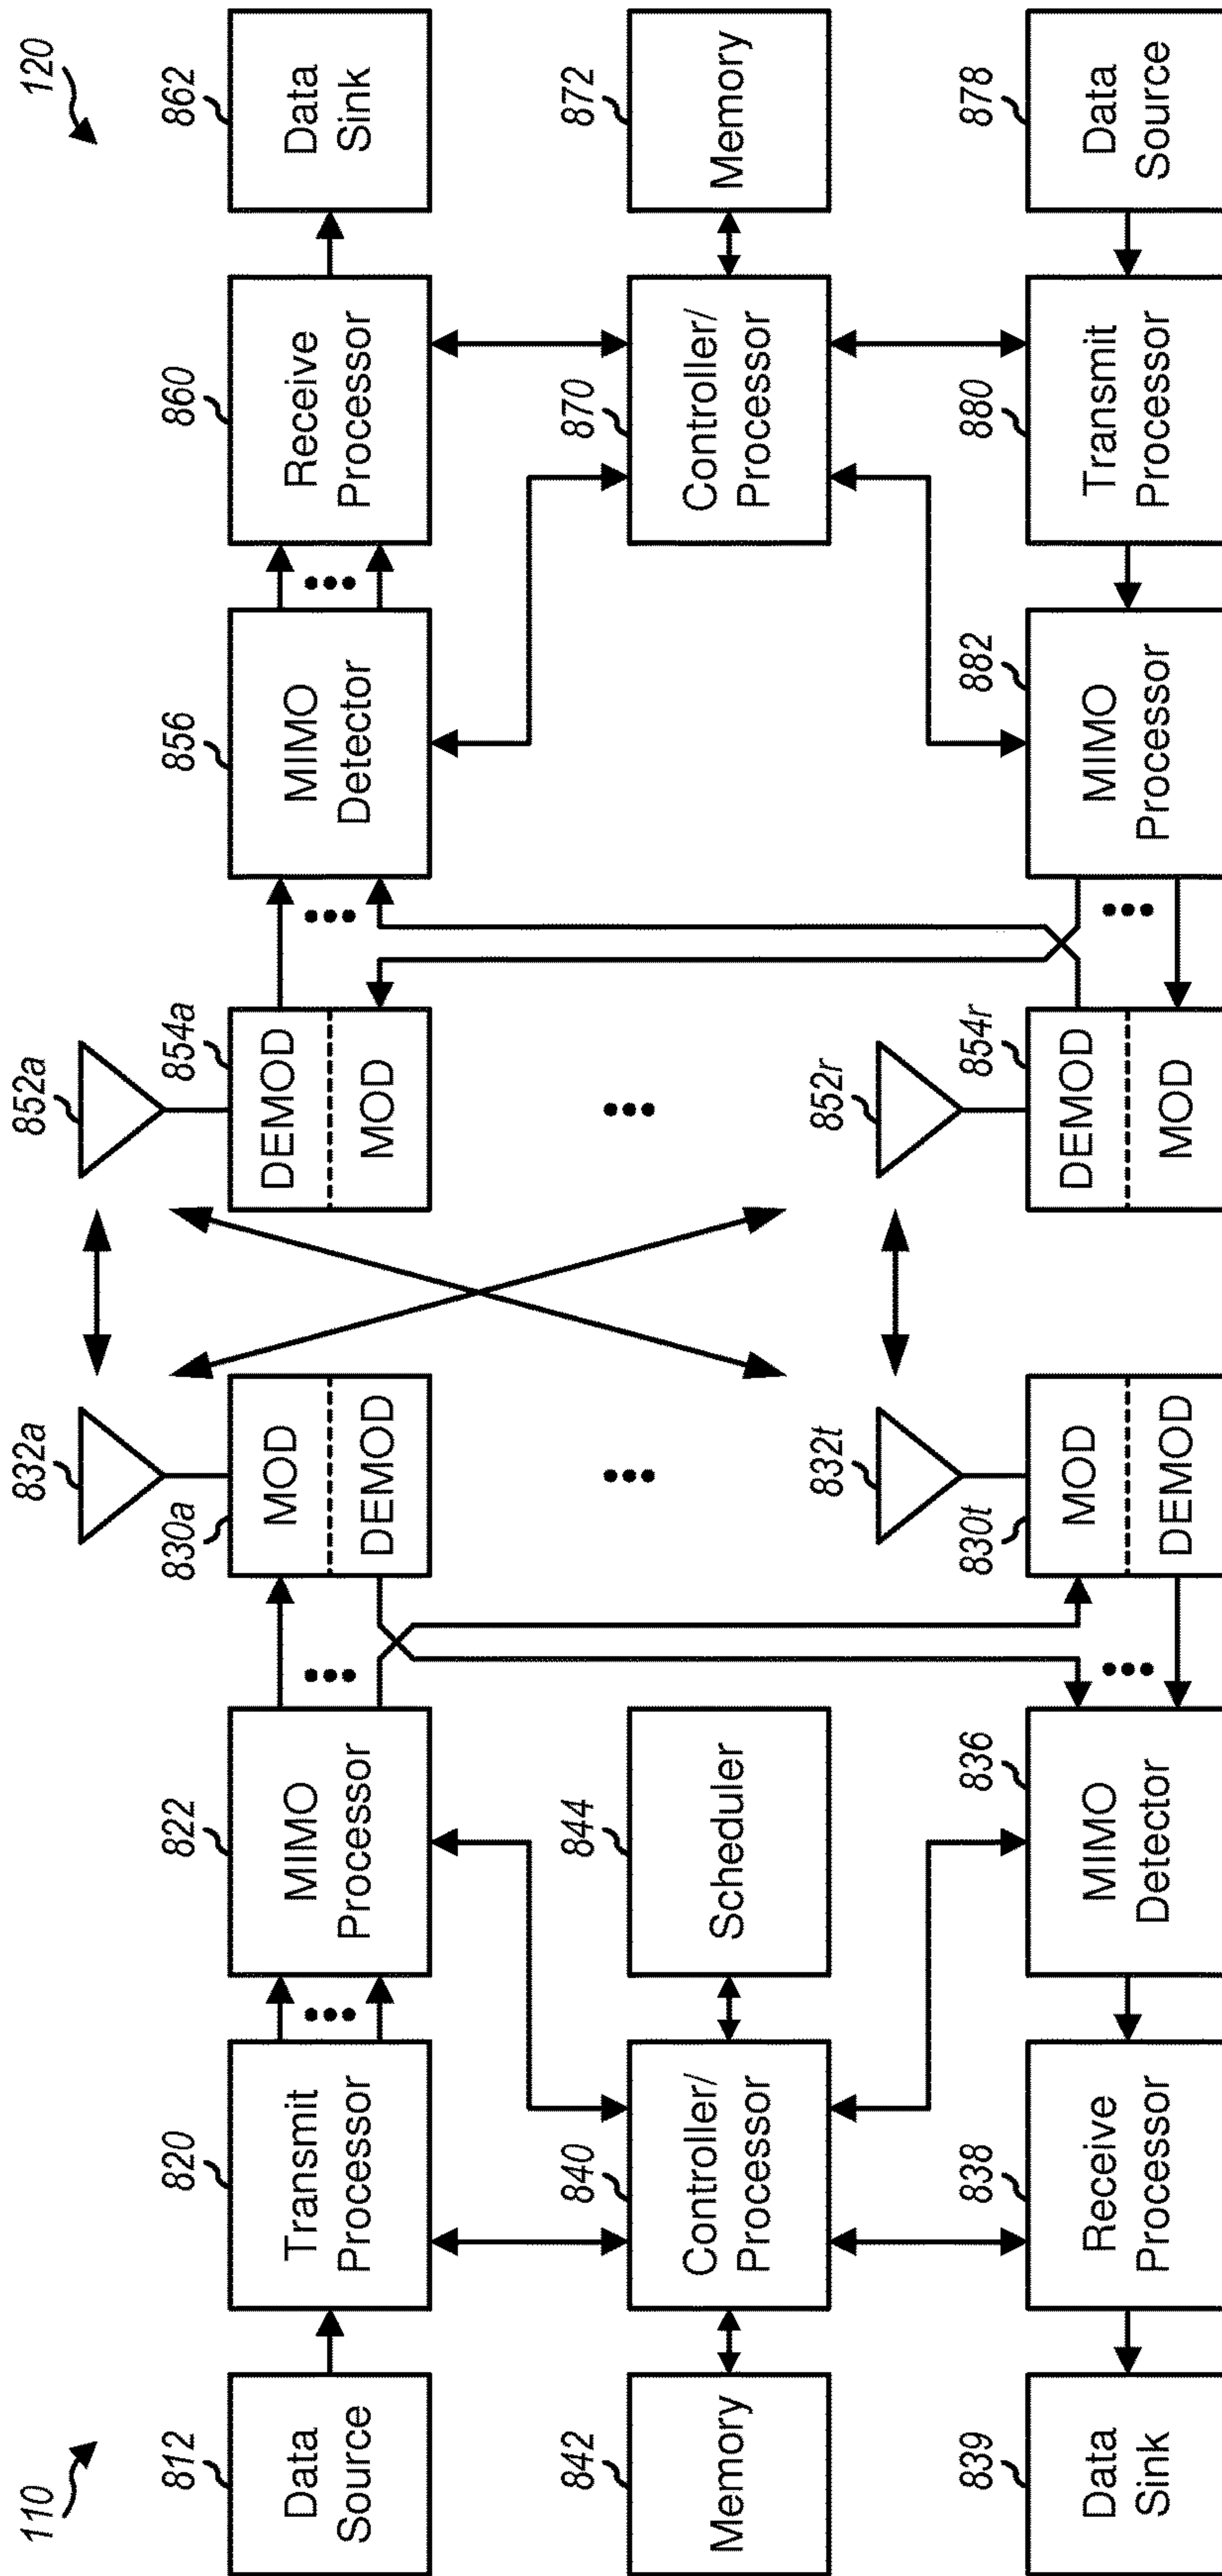 110
120
832a
852a
812
Data
Source
820
Transmit
Processor
822
MIMO
Processor
830a
MOD
DEMOD
854a
DEMOD
MOD
856
MIMO
Detector
860
Receive
Processor
862
Data
Sink
842
Memory
840
Controller/
Processor
844
Scheduler
870
Controller/
Processor
872
Memory
832t
852r
839
Data
Sink
838
Receive
Processor
836
MIMO
Detector
830t
MOD
DEMOD
854r
DEMOD
MOD
882
MIMO
Processor
880
Transmit
Processor
878
Data
Source